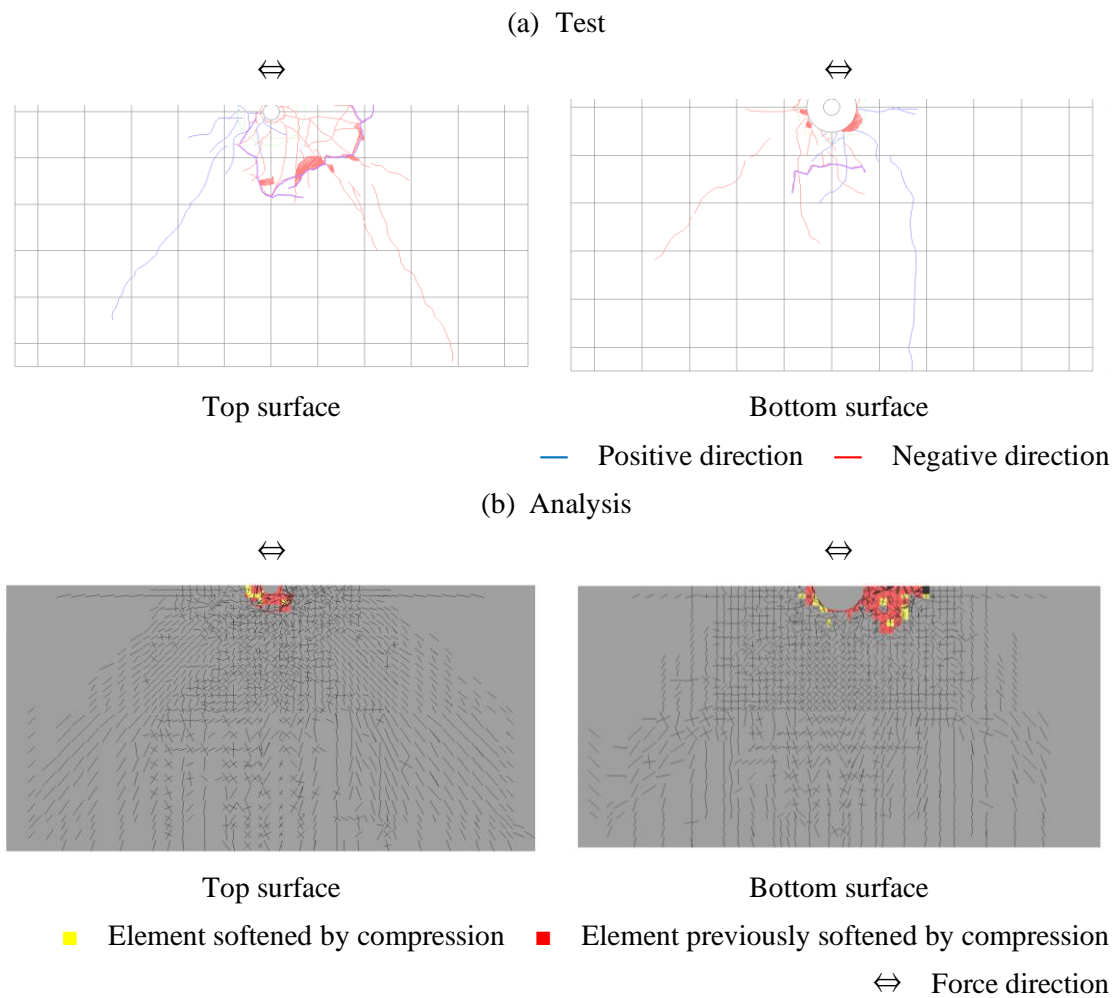 (a) Test
⇔ ⇔
Top surface Bottom surface
Positive direction Negative direction
(b) Analysis
⇔ ⇔
Top surface Bottom surface
Element softened by compression Element previously softened by compression
⇔ Force direction